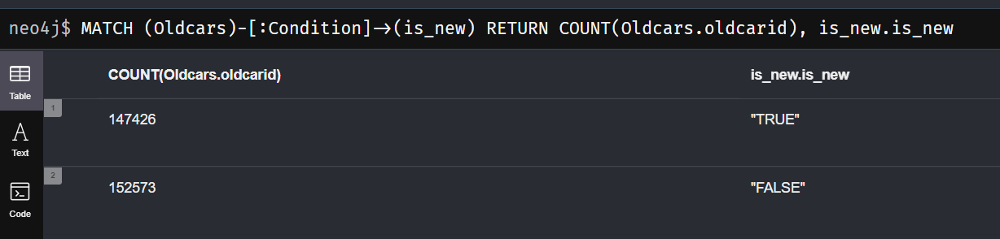 neo4j$ MATCH (Oldcars)-[:Condition]->(is_new) RETURN COUNT(Oldcars.oldcarid), is_new.is_new
COUNT(Oldcars.oldcarid) is_new.is_new
Table
1
147426 "TRUE"
Text
2
152573 "FALSE"
Code